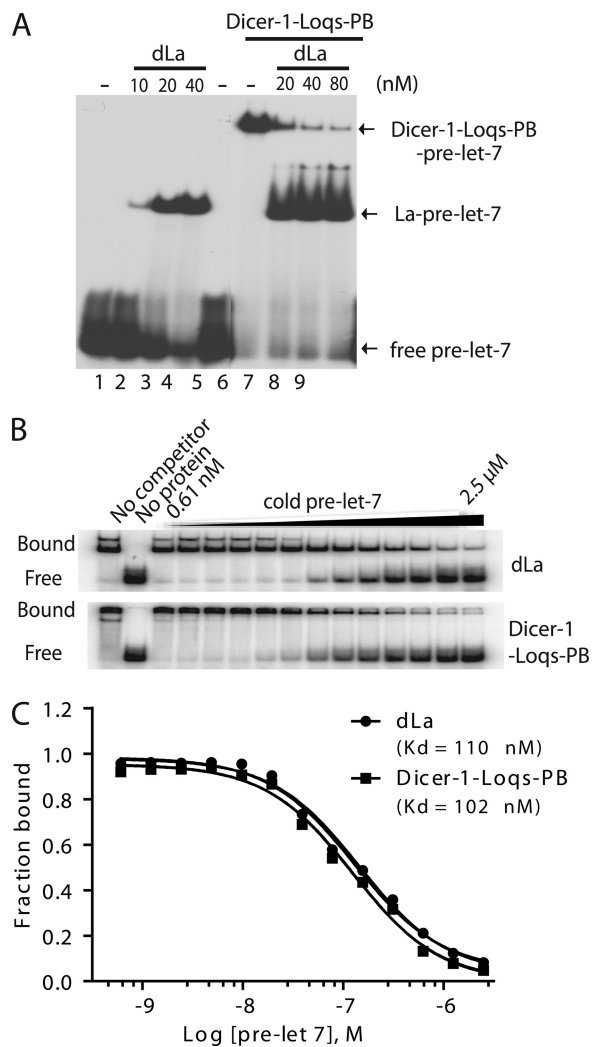 A
Dicer-1-Loqs-PB
dLa
dLa
– 10 20 40 – – 20 40 80 (nM)
Dicer-1-Loqs-PB
-pre-let-7
La-pre-let-7
free pre-let-7
1 2 3 4 5 6 7 8 9
B
No competitor
No protein
0.61 nM
cold pre-let-7
2.5 µM
Bound
Free
dLa
Bound
Free
Dicer-1
-Loqs-PB
C
1.2
1.0
0.8
0.6
0.4
0.2
0.0
Fraction bound
dLa
(Kd = 110 nM)
Dicer-1-Loqs-PB
(Kd = 102 nM)
-9 -8 -7 -6
Log [pre-let 7], M